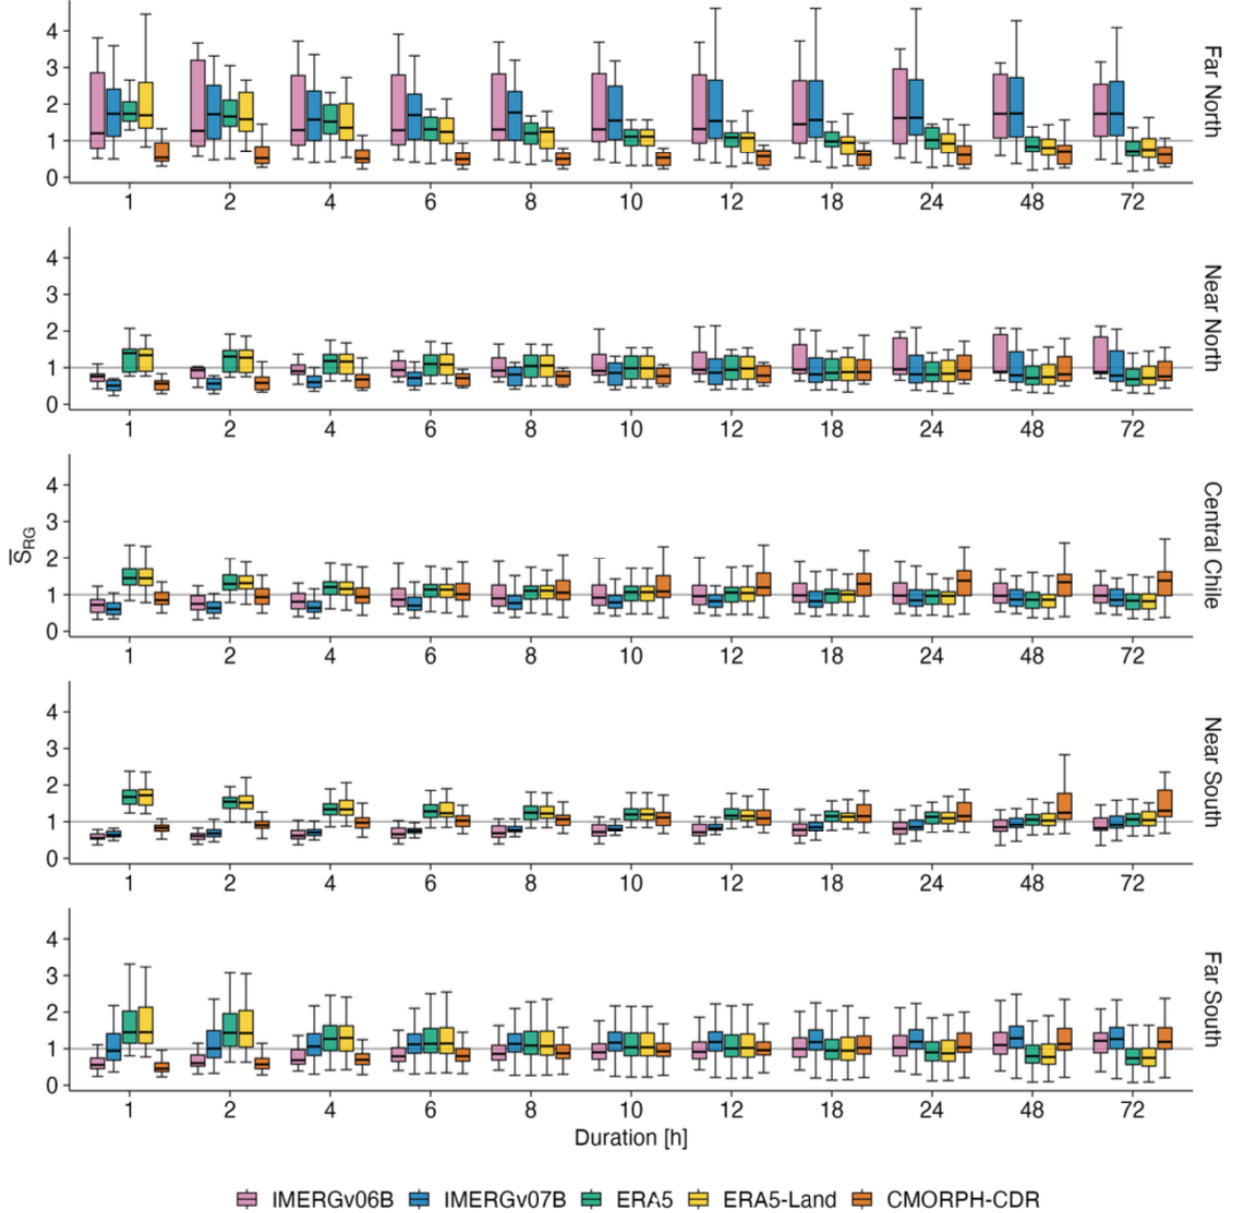 4
3
2
1
0
Far North
1 2 4 6 8 10 12 18 24 48 72
4
3
2
1
0
Near North
1 2 4 6 8 10 12 18 24 48 72
S̅RG
4
3
2
1
0
Central Chile
1 2 4 6 8 10 12 18 24 48 72
4
3
2
1
0
Near South
1 2 4 6 8 10 12 18 24 48 72
4
3
2
1
0
Far South
1 2 4 6 8 10 12 18 24 48 72
Duration [h]
IMERGv06B IMERGv07B ERA5 ERA5-Land CMORPH-CDR